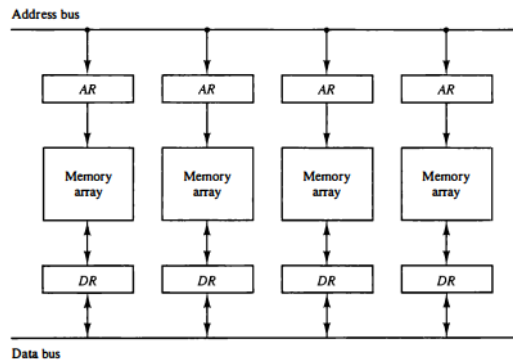 Address bus
AR AR AR AR
Memory array Memory array Memory array Memory array
DR DR DR DR
Data bus